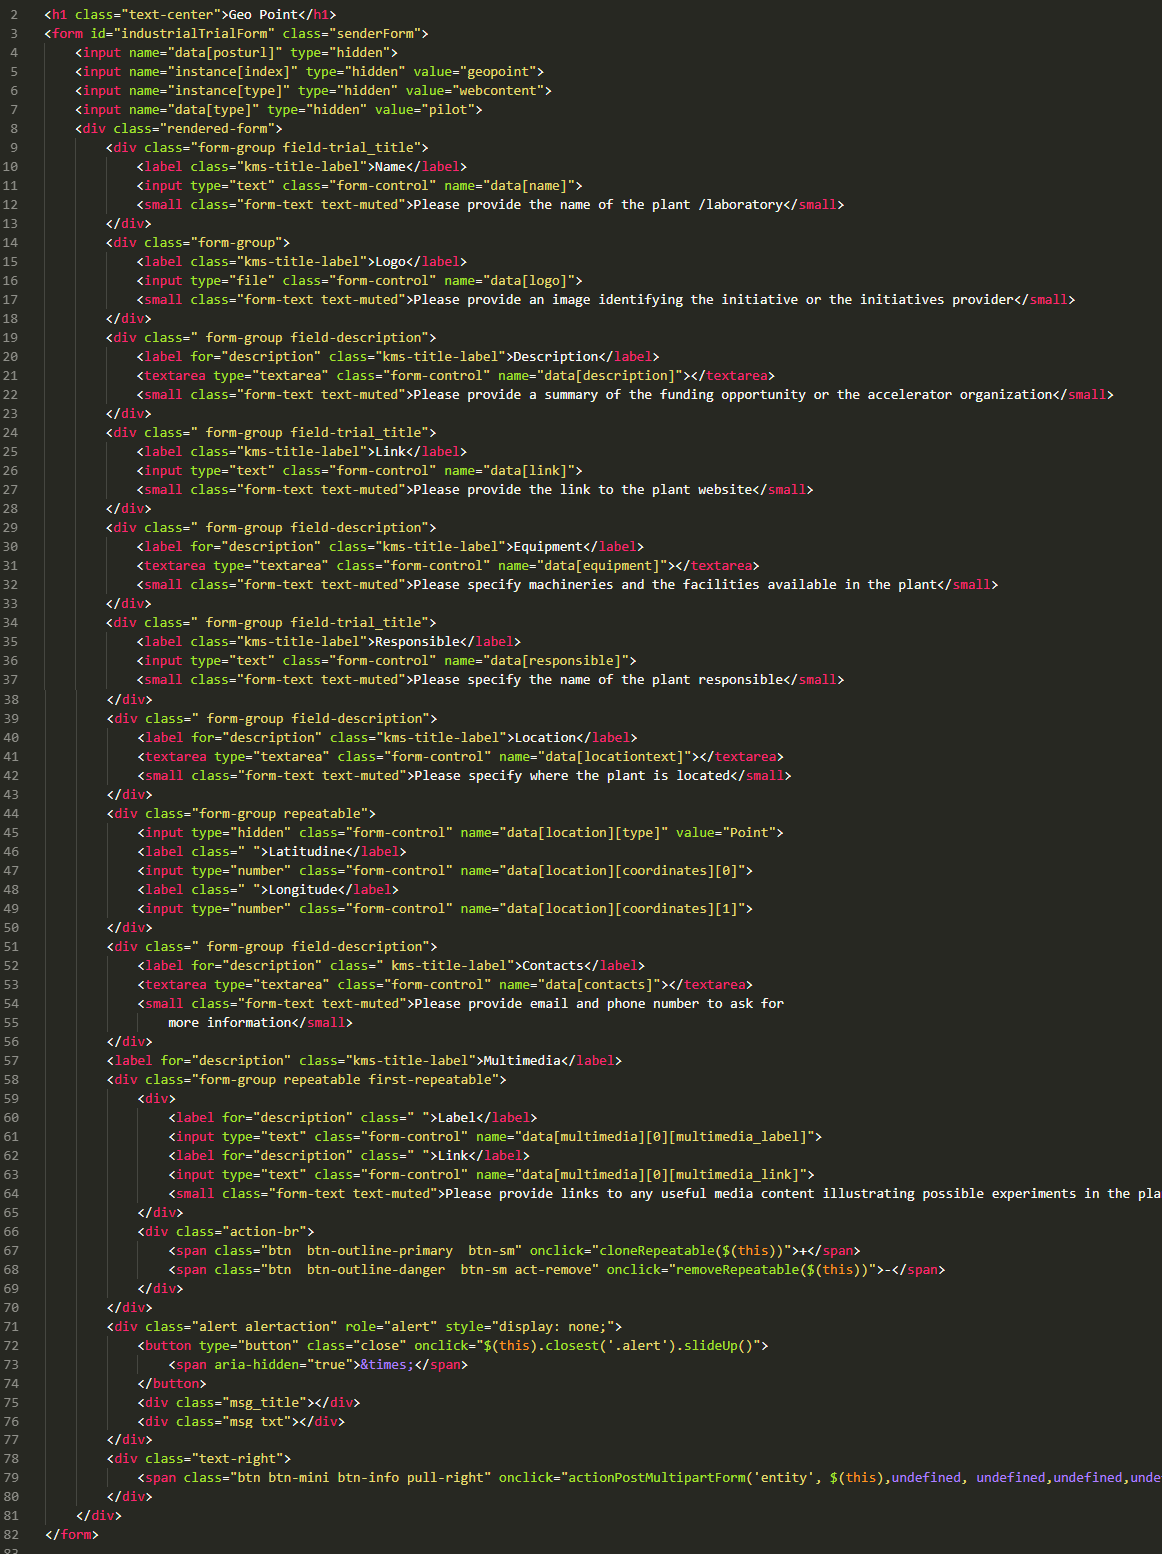 2 <h1 class="text-center">Geo Point</h1>
3 <form id="industrialTrialForm" class="senderForm">
4 <input name="data[posturl]" type="hidden">
5 <input name="instance[index]" type="hidden" value="geopoint">
6 <input name="instance[type]" type="hidden" value="webcontent">
7 <input name="data[type]" type="hidden" value="pilot">
8 <div class="rendered-form">
9 <div class="form-group field-trial_title">
10 <label class="kms-title-label">Name</label>
11 <input type="text" class="form-control" name="data[name]">
12 <small class="form-text text-muted">Please provide the name of the plant /laboratory</small>
13 </div>
14 <div class="form-group">
15 <label class="kms-title-label">Logo</label>
16 <input type="file" class="form-control" name="data[logo]">
17 <small class="form-text text-muted">Please provide an image identifying the initiative or the initiatives provider</small>
18 </div>
19 <div class=" form-group field-description">
20 <label for="description" class="kms-title-label">Description</label>
21 <textarea type="textarea" class="form-control" name="data[description]"></textarea>
22 <small class="form-text text-muted">Please provide a summary of the funding opportunity or the accelerator organization</small>
23 </div>
24 <div class=" form-group field-trial_title">
25 <label class="kms-title-label">Link</label>
26 <input type="text" class="form-control" name="data[link]">
27 <small class="form-text text-muted">Please provide the link to the plant website</small>
28 </div>
29 <div class=" form-group field-description">
30 <label for="description" class="kms-title-label">Equipment</label>
31 <textarea type="textarea" class="form-control" name="data[equipment]"></textarea>
32 <small class="form-text text-muted">Please specify machineries and the facilities available in the plant</small>
33 </div>
34 <div class=" form-group field-trial_title">
35 <label class="kms-title-label">Responsible</label>
36 <input type="text" class="form-control" name="data[responsible]">
37 <small class="form-text text-muted">Please specify the name of the plant responsible</small>
38 </div>
39 <div class=" form-group field-description">
40 <label for="description" class="kms-title-label">Location</label>
41 <textarea type="textarea" class="form-control" name="data[locationtext]"></textarea>
42 <small class="form-text text-muted">Please specify where the plant is located</small>
43 </div>
44 <div class="form-group repeatable">
45 <input type="hidden" class="form-control" name="data[location][type]" value="Point">
46 <label class=" ">Latitudine</label>
47 <input type="number" class="form-control" name="data[location][coordinates][0]">
48 <label class=" ">Longitude</label>
49 <input type="number" class="form-control" name="data[location][coordinates][1]">
50 </div>
51 <div class=" form-group field-description">
52 <label for="description" class=" kms-title-label">Contacts</label>
53 <textarea type="textarea" class="form-control" name="data[contacts]"></textarea>
54 <small class="form-text text-muted">Please provide email and phone number to ask for
55 more information</small>
56 </div>
57 <label for="description" class="kms-title-label">Multimedia</label>
58 <div class="form-group repeatable first-repeatable">
59 <div>
60 <label for="description" class=" ">Label</label>
61 <input type="text" class="form-control" name="data[multimedia][0][multimedia_label]">
62 <label for="description" class=" ">Link</label>
63 <input type="text" class="form-control" name="data[multimedia][0][multimedia_link]">
64 <small class="form-text text-muted">Please provide links to any useful media content illustrating possible experiments in the pla
65 </div>
66 <div class="action-br">
67 <span class="btn  btn-outline-primary  btn-sm" onclick="cloneRepeatable($(this))">+</span>
68 <span class="btn  btn-outline-danger  btn-sm act-remove" onclick="removeRepeatable($(this))">-</span>
69 </div>
70 </div>
71 <div class="alert alertaction" role="alert" style="display: none;">
72 <button type="button" class="close" onclick="$(this).closest('.alert').slideUp()">
73 <span aria-hidden="true">&times;</span>
74 </button>
75 <div class="msg_title"></div>
76 <div class="msg_txt"></div>
77 </div>
78 <div class="text-right">
79 <span class="btn btn-mini btn-info pull-right" onclick="actionPostMultipartForm('entity', $(this),undefined, undefined,undefined,unde
80 </div>
81 </div>
82 </form>
83